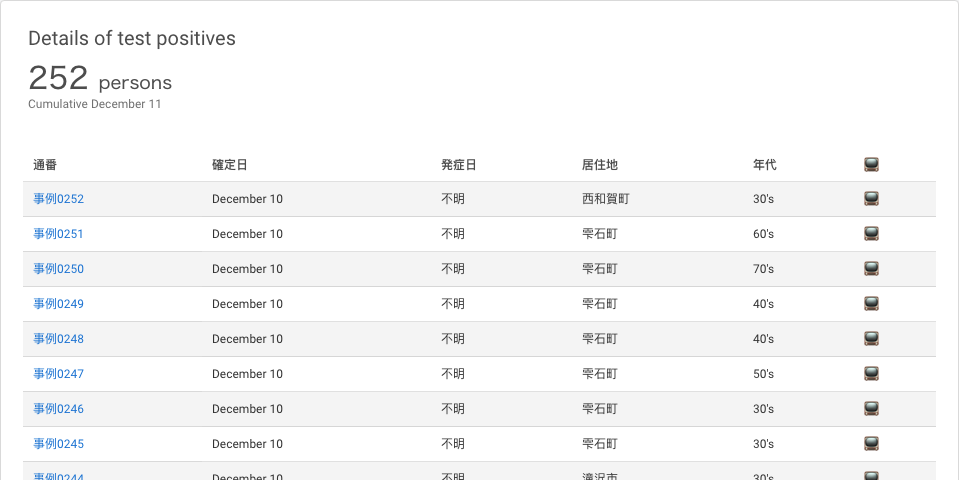 Details of test positives
252 persons
Cumulative December 11
通番 確定日 発症日 居住地 年代
事例0252 December 10 不明 西和賀町 30's
事例0251 December 10 不明 雫石町 60's
事例0250 December 10 不明 雫石町 70's
事例0249 December 10 不明 雫石町 40's
事例0248 December 10 不明 雫石町 40's
事例0247 December 10 不明 雫石町 50's
事例0246 December 10 不明 雫石町 30's
事例0245 December 10 不明 雫石町 30's
事例0244 December 10 不明 滝沢市 30's